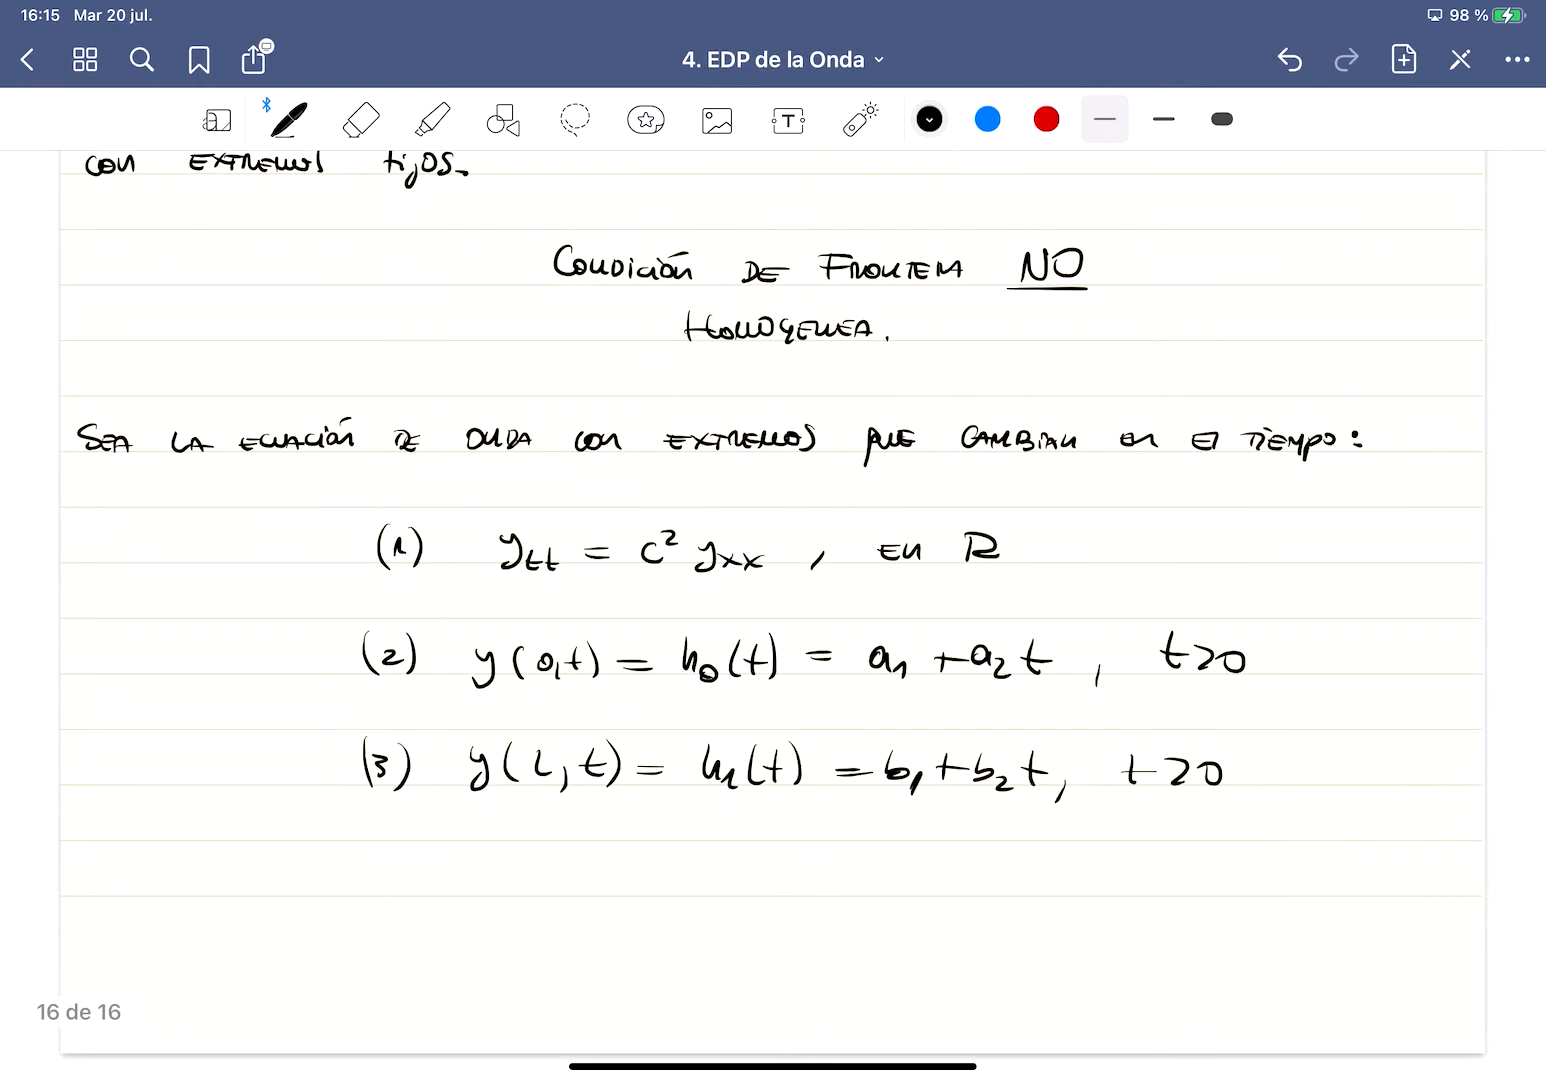 16:15 Mar 20 jul.
98 %
4. EDP de la Onda
T
con EXTREMOS fijos.
Condición DE FRONTERA NO
HOMOGENEA.
SEA LA ECUACIÓN DE ONDA CON EXTREMOS QUE CAMBIAN EN El TIEMPO:
(1) ytt = c² yxx , EN R
(2) y(0,t) = h₀(t) = a₁ + a₂t , t>0
(3) y(L,t) = h₁(t) = b₁+b₂t, t>0
16 de 16